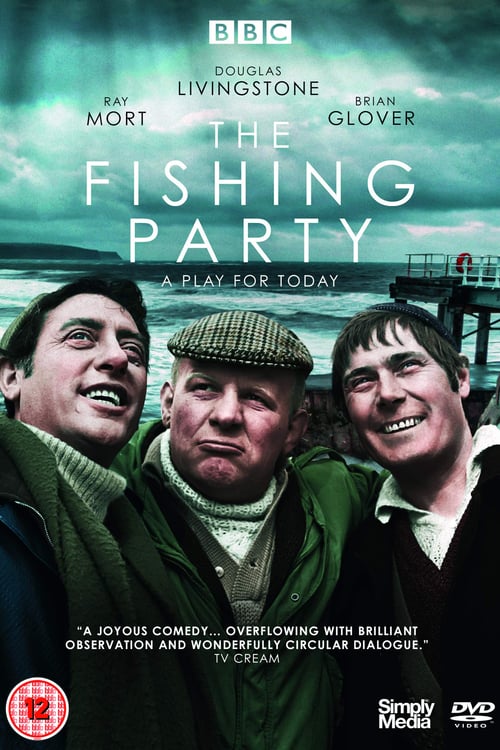 BBC
DOUGLAS
LIVINGSTONE
RAY
MORT
BRIAN
GLOVER
THE
FISHING
PARTY
A PLAY FOR TODAY
“A JOYOUS COMEDY... OVERFLOWING WITH BRILLIANT
OBSERVATION AND WONDERFULLY CIRCULAR DIALOGUE.”
TV CREAM
12
Simply
Media
DVD
VIDEO